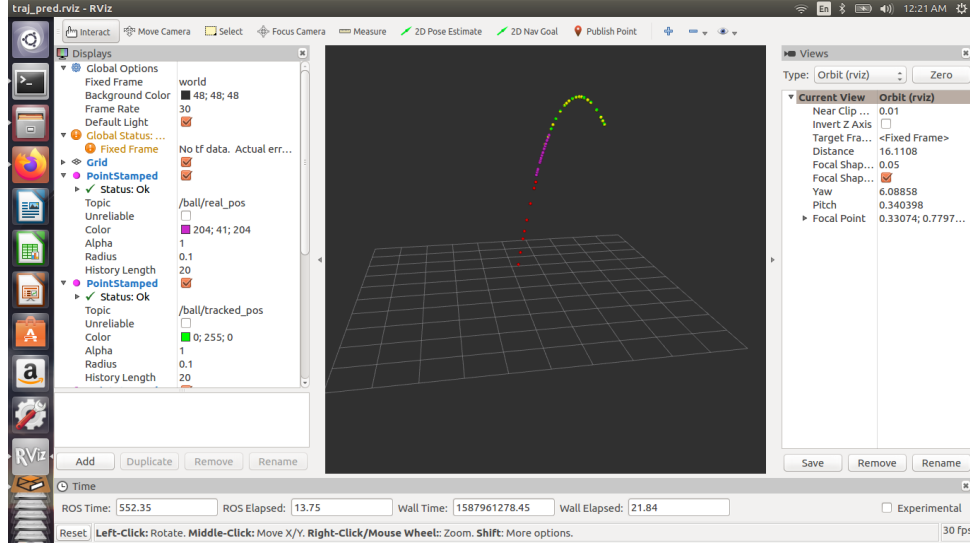 traj_pred.rviz - RViz
En 12:21 AM
Interact Move Camera Select Focus Camera Measure 2D Pose Estimate 2D Nav Goal Publish Point
Displays
Global Options
Fixed Frame world
Background Color 48; 48; 48
Frame Rate 30
Default Light
Global Status: ...
Fixed Frame No tf data. Actual err...
Grid
PointStamped
Status: Ok
Topic /ball/real_pos
Unreliable
Color 204; 41; 204
Alpha 1
Radius 0.1
History Length 20
PointStamped
Status: Ok
Topic /ball/tracked_pos
Unreliable
Color 0; 255; 0
Alpha 1
Radius 0.1
History Length 20
Add Duplicate Remove Rename
Views
Type: Orbit (rviz) Zero
Current View Orbit (rviz)
Near Clip ... 0.01
Invert Z Axis
Target Fra... <Fixed Frame>
Distance 16.1108
Focal Shap... 0.05
Focal Shap...
Yaw 6.08858
Pitch 0.340398
Focal Point 0.33074; 0.7797...
Save Remove Rename
Time
ROS Time: 552.35 ROS Elapsed: 13.75 Wall Time: 1587961278.45 Wall Elapsed: 21.84 Experimental
Reset Left-Click: Rotate. Middle-Click: Move X/Y. Right-Click/Mouse Wheel:: Zoom. Shift: More options. 30 fps
>_
A
a
RViz